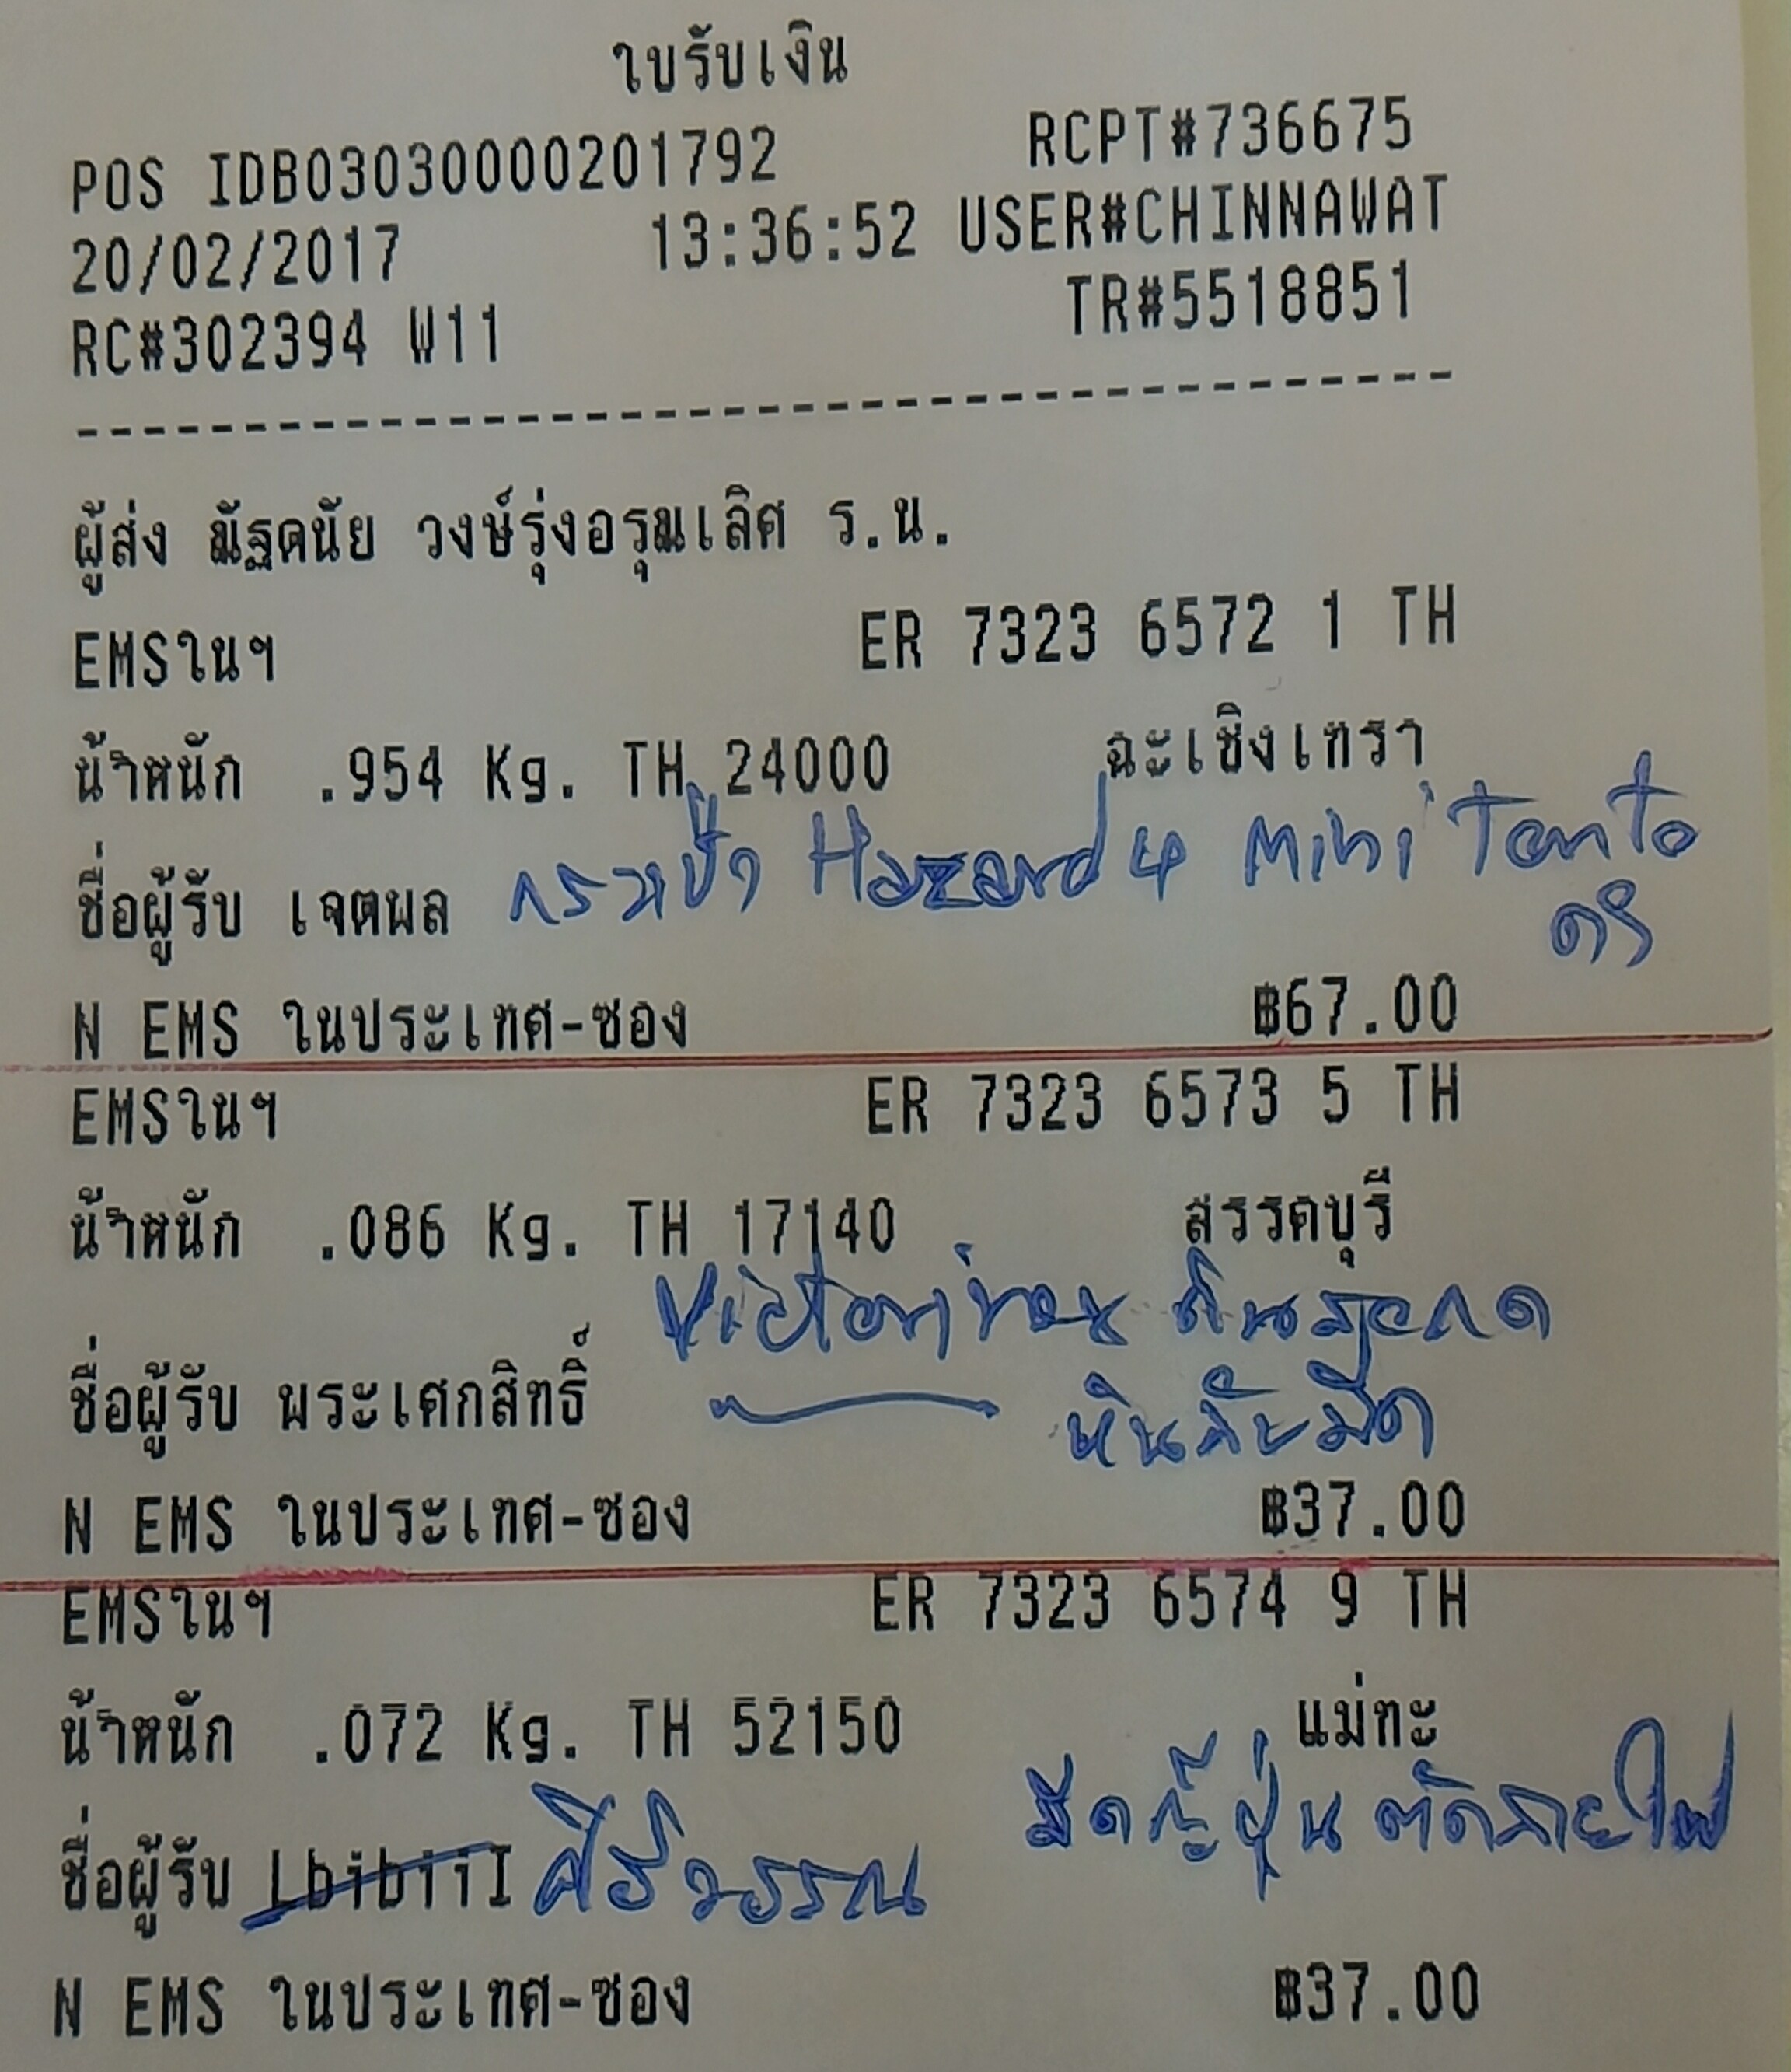 ใบรับเงิน
POS IDB03030000201792 RCPT#736675
20/02/2017 13:36:52 USER#CHINNAWAT
RC#302394 W11 TR#5518851
--------------------------------------
ผู้ส่ง ณัฐดนัย วงษ์รุ่งอรุณเลิศ ร.น.
EMSในฯ ER 7323 6572 1 TH
น้ำหนัก .954 Kg. TH 24000 ฉะเชิงเทรา
ชื่อผู้รับ เจตพล กระเป๋า Hazard 4 Mini Tonto
ดำ
N EMS ในประเทศ-ซอง ฿67.00
EMSในฯ ER 7323 6573 5 TH
น้ำหนัก .086 Kg. TH 17140 สรรคบุรี
Victorinox
ชื่อผู้รับ พระเศกสิทธิ์ หินลับมีด
N EMS ในประเทศ-ซอง ฿37.00
EMSในฯ ER 7323 6574 9 TH
น้ำหนัก .072 Kg. TH 52150 แม่ทะ
มีดญี่ปุ่น
ชื่อผู้รับ LbibiiI ศิริวรรณ
N EMS ในประเทศ-ซอง ฿37.00